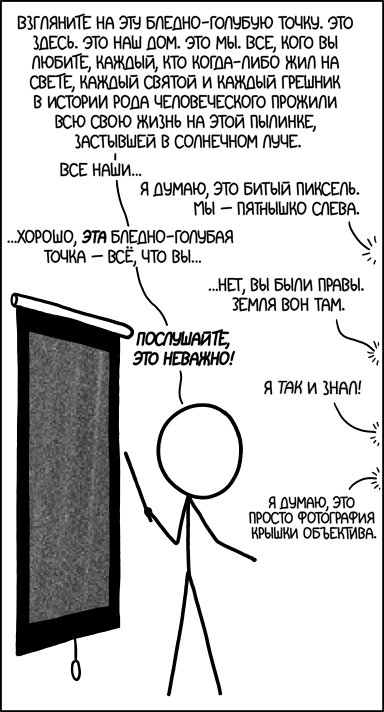 ВЗГЛЯНИТЕ НА ЭТУ БЛЕДНО-ГОЛУБУЮ ТОЧКУ. ЭТО
ЗДЕСЬ. ЭТО НАШ ДОМ. ЭТО МЫ. ВСЕ, КОГО ВЫ
ЛЮБИТЕ, КАЖДЫЙ, КТО КОГДА-ЛИБО ЖИЛ НА
СВЕТЕ, КАЖДЫЙ СВЯТОЙ И КАЖДЫЙ ГРЕШНИК
В ИСТОРИИ РОДА ЧЕЛОВЕЧЕСКОГО ПРОЖИЛИ
ВСЮ СВОЮ ЖИЗНЬ НА ЭТОЙ ПЫЛИНКЕ,
ЗАСТЫВШЕЙ В СОЛНЕЧНОМ ЛУЧЕ.
ВСЕ НАШИ...
Я ДУМАЮ, ЭТО БИТЫЙ ПИКСЕЛЬ.
МЫ — ПЯТНЫШКО СЛЕВА.
...ХОРОШО, ЭТА БЛЕДНО-ГОЛУБАЯ
ТОЧКА — ВСЁ, ЧТО ВЫ...
...НЕТ, ВЫ БЫЛИ ПРАВЫ.
ЗЕМЛЯ ВОН ТАМ.
ПОСЛУШАЙТЕ,
ЭТО НЕВАЖНО!
Я ТАК И ЗНАЛ!
Я ДУМАЮ, ЭТО
ПРОСТО ФОТОГРАФИЯ
КРЫШКИ ОБЪЕКТИВА.